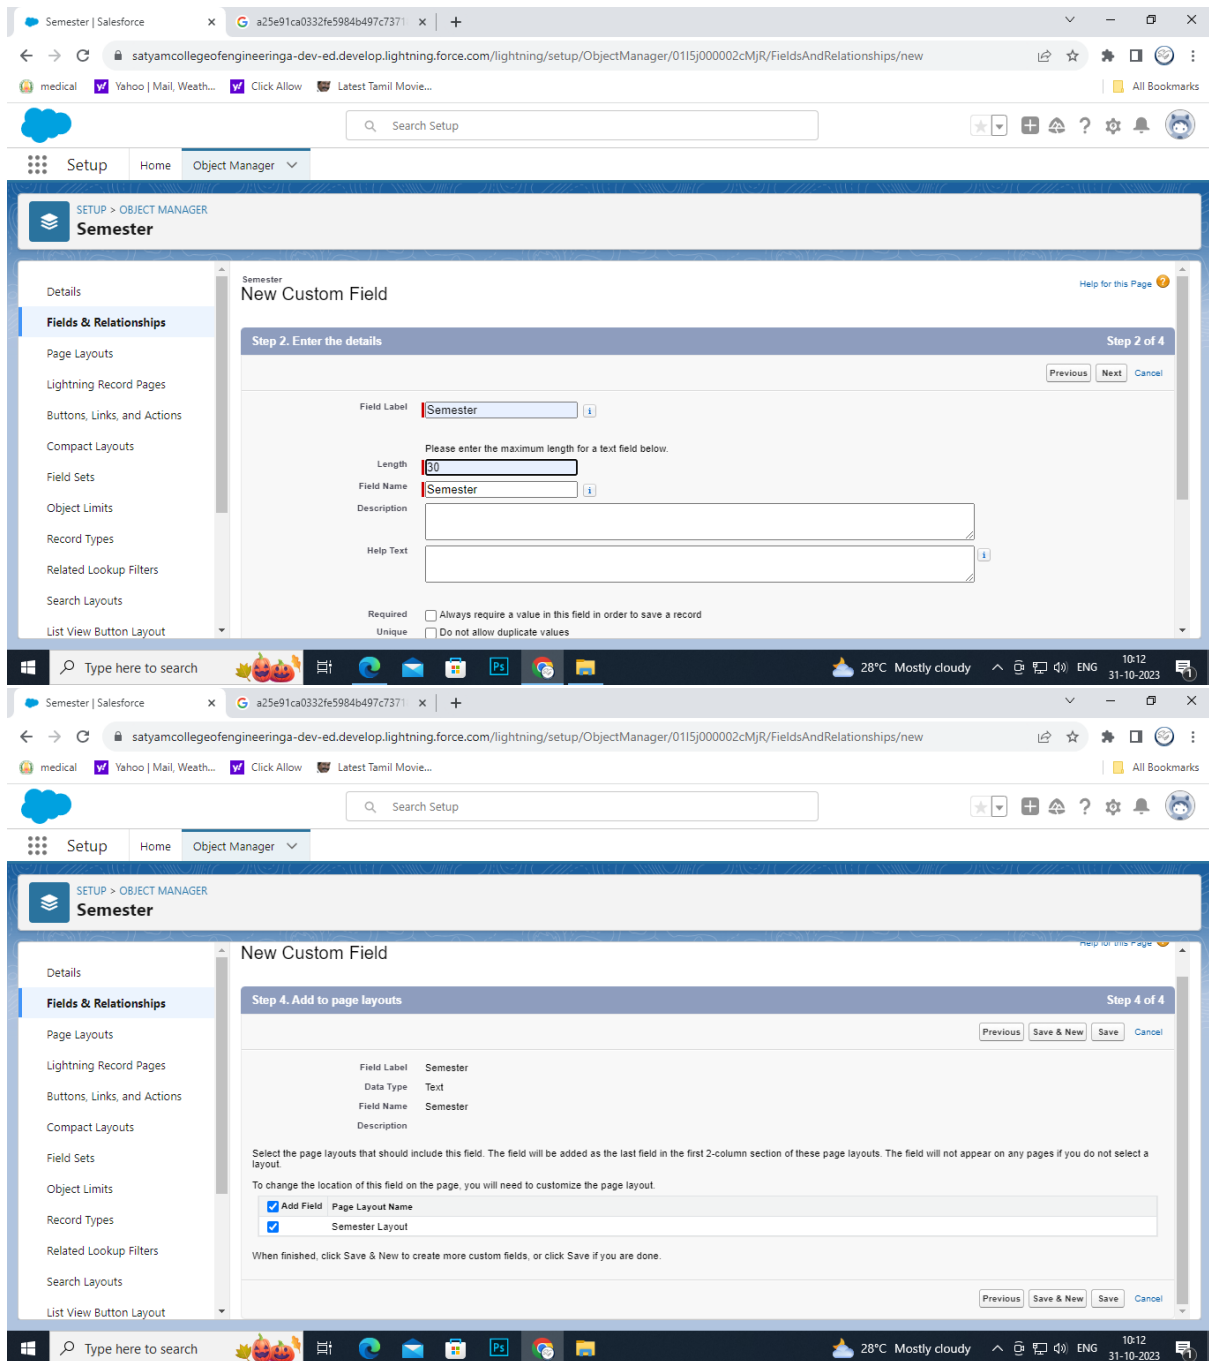 Semester | Salesforce
a25e91ca0332fe5984b497c7371
satyamcollegeofengineeringa-dev-ed.develop.lightning.force.com/lightning/setup/ObjectManager/01I5j000002cMjR/FieldsAndRelationships/new
medical Yahoo | Mail, Weath... Click Allow Latest Tamil Movie... All Bookmarks
Search Setup
Setup Home Object Manager
SETUP > OBJECT MANAGER
Semester
Details
Fields & Relationships
Page Layouts
Lightning Record Pages
Buttons, Links, and Actions
Compact Layouts
Field Sets
Object Limits
Record Types
Related Lookup Filters
Search Layouts
List View Button Layout
Semester
New Custom Field
Help for this Page
Step 2. Enter the details Step 2 of 4
Previous Next Cancel
Field Label Semester
Please enter the maximum length for a text field below.
Length 30
Field Name Semester
Description
Help Text
Required Always require a value in this field in order to save a record
Unique Do not allow duplicate values
Type here to search
Ps
28°C Mostly cloudy ENG 10:12
31-10-2023
Semester | Salesforce
a25e91ca0332fe5984b497c7371
satyamcollegeofengineeringa-dev-ed.develop.lightning.force.com/lightning/setup/ObjectManager/01I5j000002cMjR/FieldsAndRelationships/new
medical Yahoo | Mail, Weath... Click Allow Latest Tamil Movie... All Bookmarks
Search Setup
Setup Home Object Manager
SETUP > OBJECT MANAGER
Semester
Details
Fields & Relationships
Page Layouts
Lightning Record Pages
Buttons, Links, and Actions
Compact Layouts
Field Sets
Object Limits
Record Types
Related Lookup Filters
Search Layouts
List View Button Layout
New Custom Field
Help for this Page
Step 4. Add to page layouts Step 4 of 4
Previous Save & New Save Cancel
Field Label Semester
Data Type Text
Field Name Semester
Description
Select the page layouts that should include this field. The field will be added as the last field in the first 2-column section of these page layouts. The field will not appear on any pages if you do not select a
layout.
To change the location of this field on the page, you will need to customize the page layout.
Add Field Page Layout Name
Semester Layout
When finished, click Save & New to create more custom fields, or click Save if you are done.
Previous Save & New Save Cancel
Type here to search
Ps
28°C Mostly cloudy ENG 10:12
31-10-2023